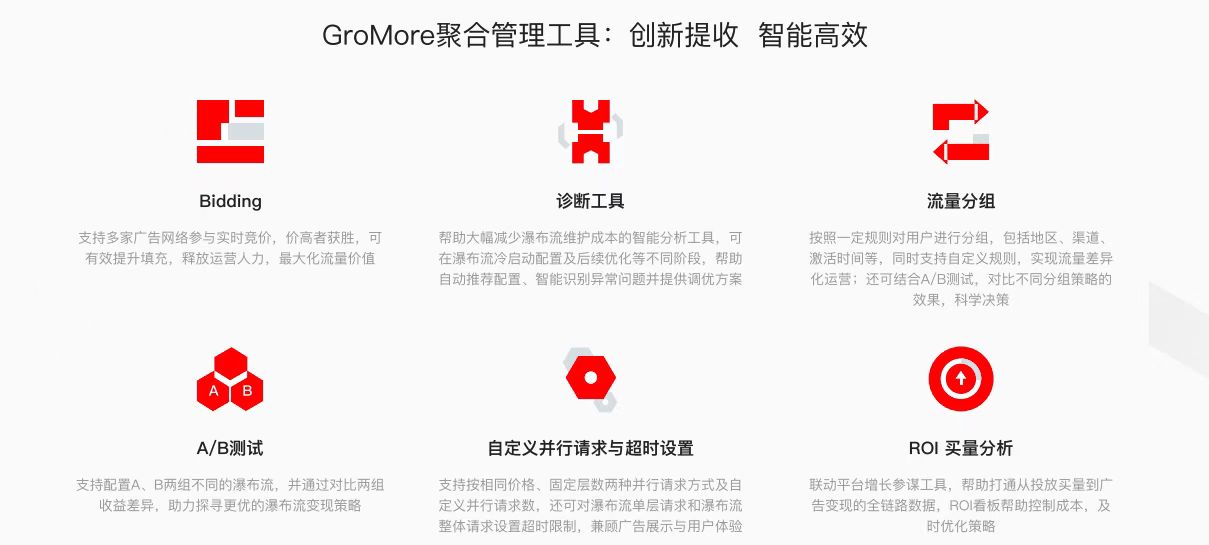 GroMore聚合管理工具：创新提收 智能高效
Bidding
支持多家广告网络参与实时竞价，价高者获胜，可
有效提升填充，释放运营人力，最大化流量价值
诊断工具
帮助大幅减少瀑布流维护成本的智能分析工具，可
在瀑布流冷启动配置及后续优化等不同阶段，帮助
自动推荐配置、智能识别异常问题并提供调优方案
流量分组
按照一定规则对用户进行分组，包括地区、渠道、
激活时间等，同时支持自定义规则，实现流量差异
化运营；还可结合A/B测试，对比不同分组策略的
效果，科学决策
A B
A/B测试
支持配置A、B两组不同的瀑布流，并通过对比两组
收益差异，助力探寻更优的瀑布流变现策略
自定义并行请求与超时设置
支持按相同价格、固定层数两种并行请求方式及自
定义并行请求数，还可对瀑布流单层请求和瀑布流
整体请求设置超时限制，兼顾广告展示与用户体验
ROI 买量分析
联动平台增长参谋工具，帮助打通从投放买量到广
告变现的全链路数据，ROI看板帮助控制成本，及
时优化策略